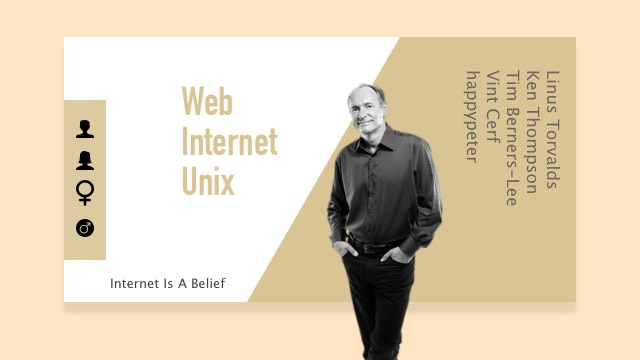 Web
Internet
Unix
Internet Is A Belief
Linus Torvalds
Ken Thompson
Tim Berners-Lee
Vint Cerf
happypeter